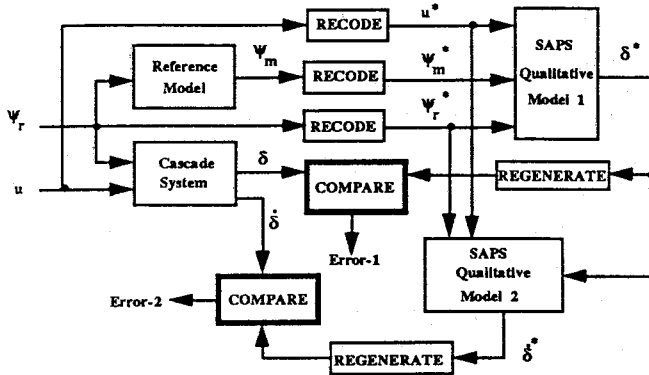 RECODE
u*
ψm
ψm*
Reference
Model
RECODE
SAPS
Qualitative
Model 1
δ*
ψr
RECODE
ψr*
u
Cascade
System
δ
COMPARE
REGENERATE
δ̇
Error-1
SAPS
Qualitative
Model 2
Error-2
COMPARE
REGENERATE
δ̇*